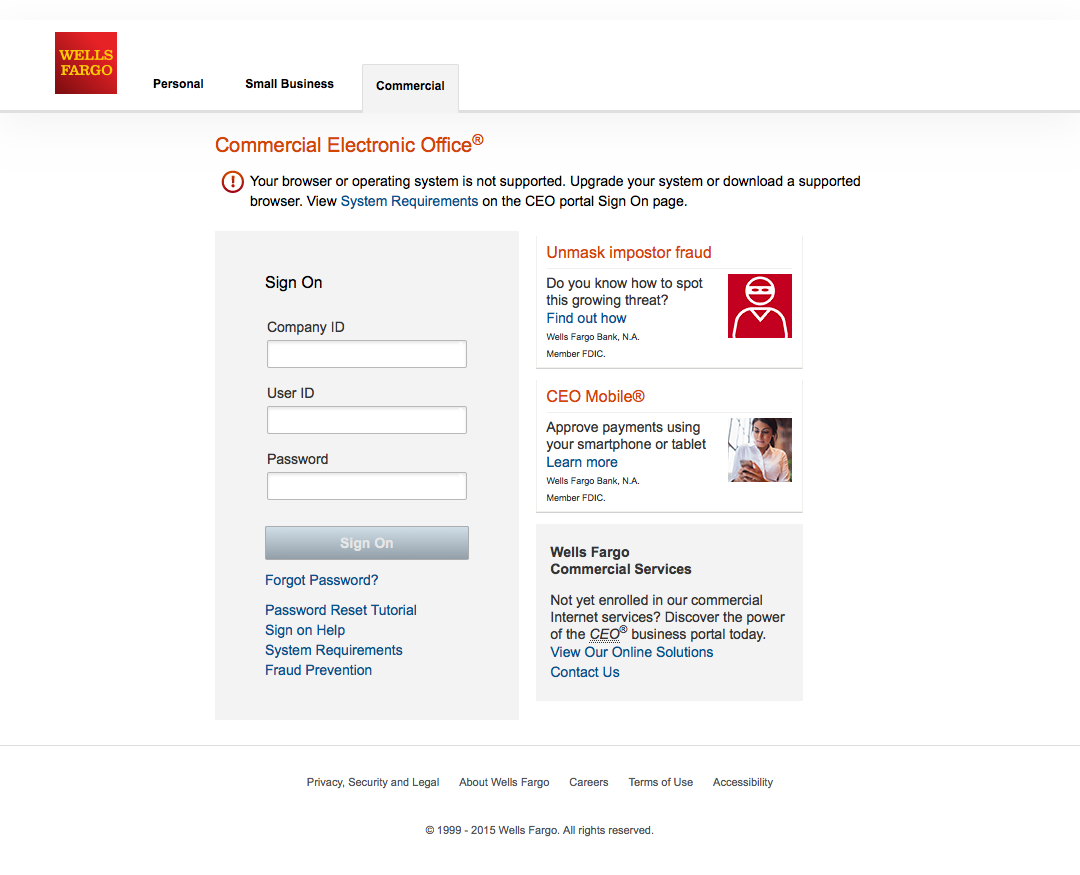 WELLS
FARGO
Personal
Small Business
Commercial
Commercial Electronic Office®
Your browser or operating system is not supported. Upgrade your system or download a supported
browser. View System Requirements on the CEO portal Sign On page.
Sign On
Company ID
User ID
Password
Sign On
Forgot Password?
Password Reset Tutorial
Sign on Help
System Requirements
Fraud Prevention
Unmask impostor fraud
Do you know how to spot
this growing threat?
Find out how
Wells Fargo Bank, N.A.
Member FDIC.
CEO Mobile®
Approve payments using
your smartphone or tablet
Learn more
Wells Fargo Bank, N.A.
Member FDIC.
Wells Fargo
Commercial Services
Not yet enrolled in our commercial
Internet services? Discover the power
of the CEO® business portal today.
View Our Online Solutions
Contact Us
Privacy, Security and Legal
About Wells Fargo
Careers
Terms of Use
Accessibility
© 1999 - 2015 Wells Fargo. All rights reserved.